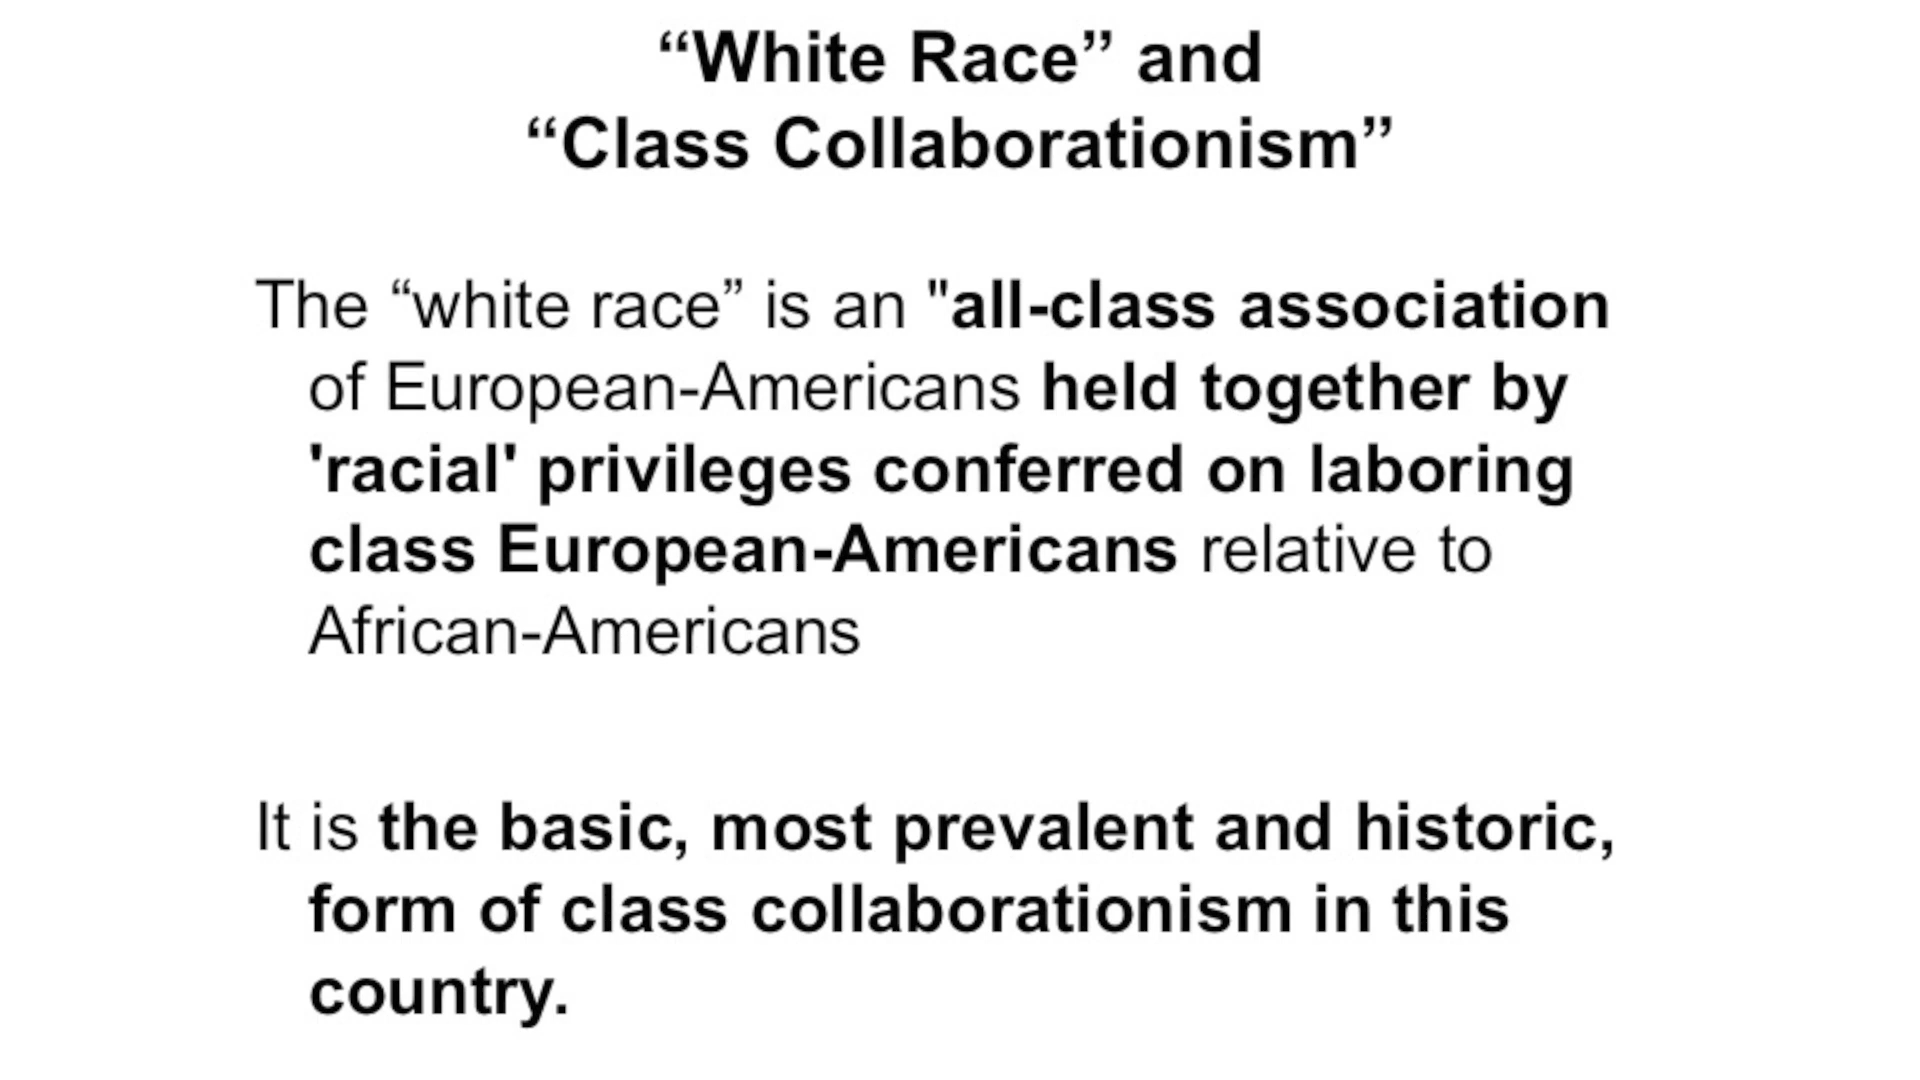 “White Race” and
“Class Collaborationism”
The “white race” is an "all-class association
of European-Americans held together by
'racial' privileges conferred on laboring
class European-Americans relative to
African-Americans
It is the basic, most prevalent and historic,
form of class collaborationism in this
country.